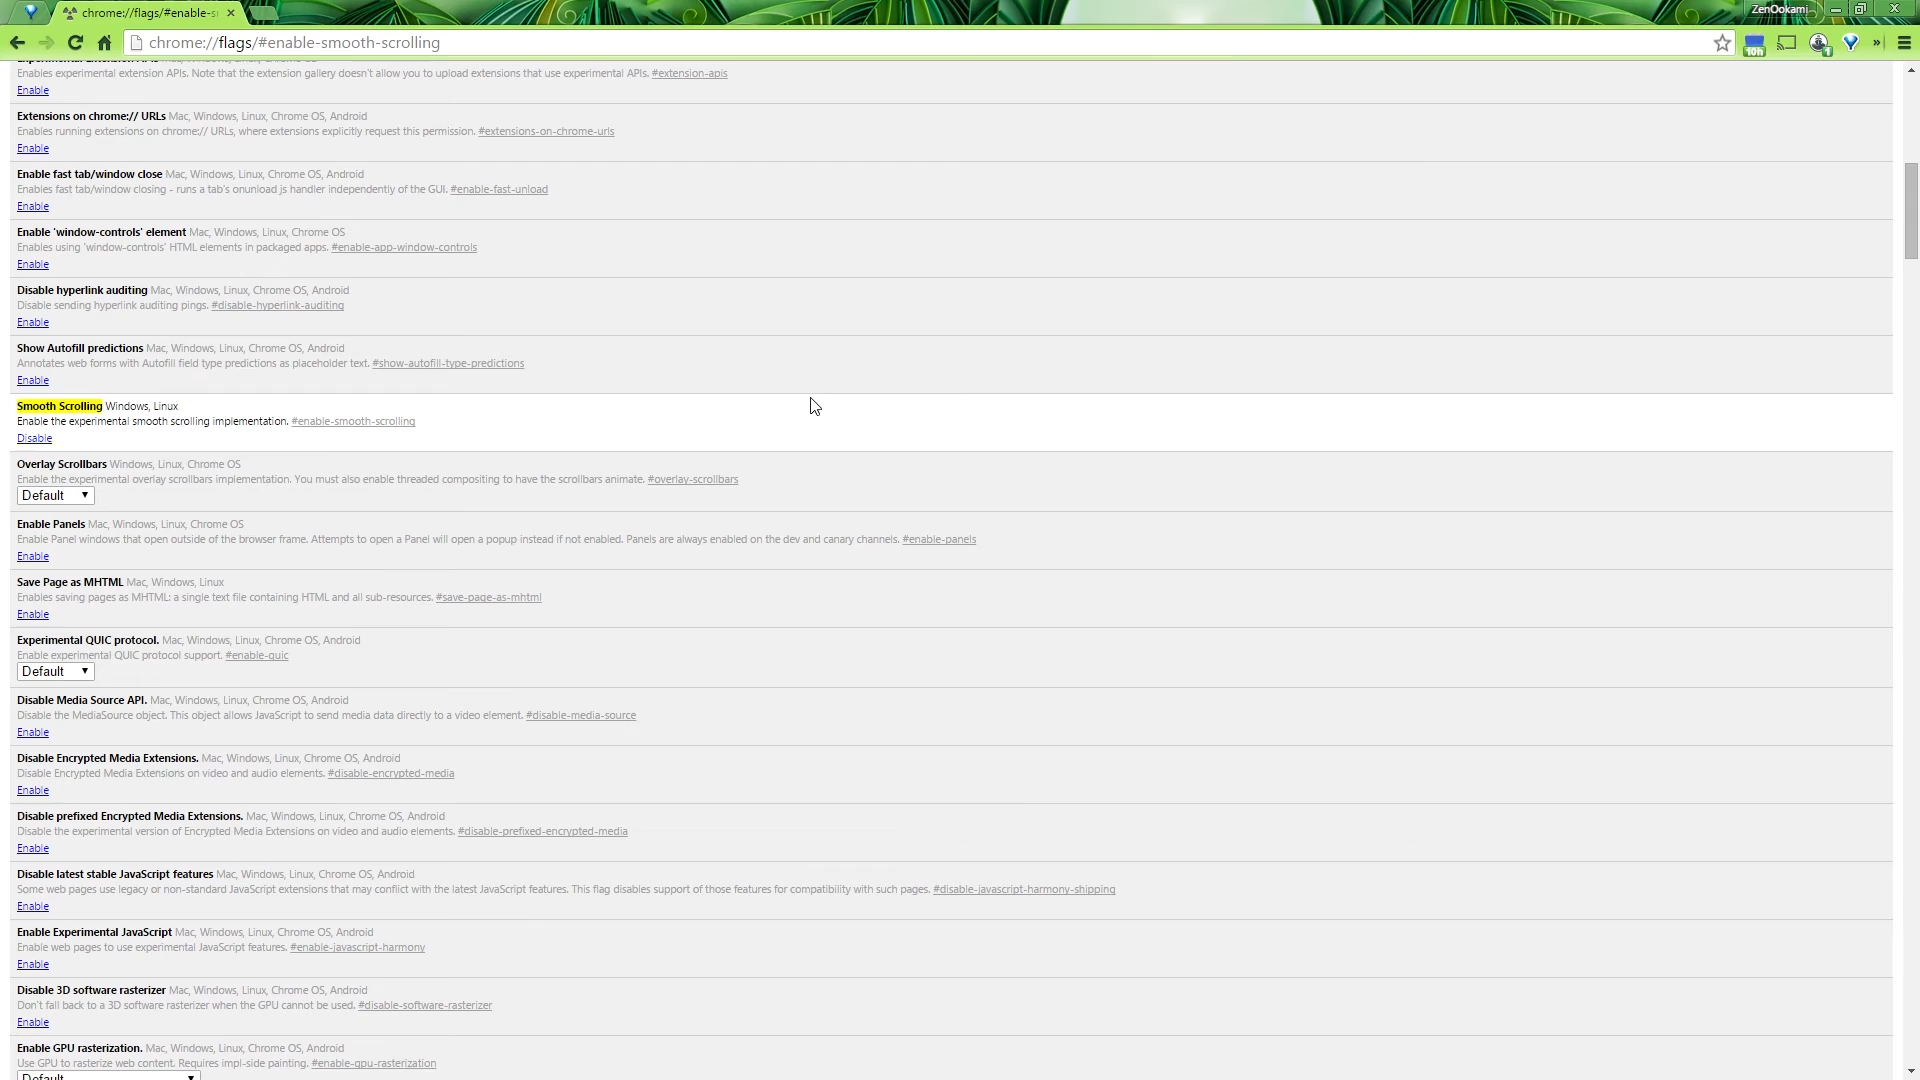 chrome://flags/#enable-s
ZenOokami
chrome://flags/#enable-smooth-scrolling
10h
1
»
Experimental Extension APIs Mac, Windows, Linux, Chrome OS
Enables experimental extension APIs. Note that the extension gallery doesn't allow you to upload extensions that use experimental APIs. #extension-apis
Enable
Extensions on chrome:// URLs Mac, Windows, Linux, Chrome OS, Android
Enables running extensions on chrome:// URLs, where extensions explicitly request this permission. #extensions-on-chrome-urls
Enable
Enable fast tab/window close Mac, Windows, Linux, Chrome OS, Android
Enables fast tab/window closing - runs a tab's onunload js handler independently of the GUI. #enable-fast-unload
Enable
Enable 'window-controls' element Mac, Windows, Linux, Chrome OS
Enables using 'window-controls' HTML elements in packaged apps. #enable-app-window-controls
Enable
Disable hyperlink auditing Mac, Windows, Linux, Chrome OS, Android
Disable sending hyperlink auditing pings. #disable-hyperlink-auditing
Enable
Show Autofill predictions Mac, Windows, Linux, Chrome OS, Android
Annotates web forms with Autofill field type predictions as placeholder text. #show-autofill-type-predictions
Enable
Smooth Scrolling Windows, Linux
Enable the experimental smooth scrolling implementation. #enable-smooth-scrolling
Disable
Overlay Scrollbars Windows, Linux, Chrome OS
Enable the experimental overlay scrollbars implementation. You must also enable threaded compositing to have the scrollbars animate. #overlay-scrollbars
Default
Enable Panels Mac, Windows, Linux, Chrome OS
Enable Panel windows that open outside of the browser frame. Attempts to open a Panel will open a popup instead if not enabled. Panels are always enabled on the dev and canary channels. #enable-panels
Enable
Save Page as MHTML Mac, Windows, Linux
Enables saving pages as MHTML: a single text file containing HTML and all sub-resources. #save-page-as-mhtml
Enable
Experimental QUIC protocol. Mac, Windows, Linux, Chrome OS, Android
Enable experimental QUIC protocol support. #enable-quic
Default
Disable Media Source API. Mac, Windows, Linux, Chrome OS, Android
Disable the MediaSource object. This object allows JavaScript to send media data directly to a video element. #disable-media-source
Enable
Disable Encrypted Media Extensions. Mac, Windows, Linux, Chrome OS, Android
Disable Encrypted Media Extensions on video and audio elements. #disable-encrypted-media
Enable
Disable prefixed Encrypted Media Extensions. Mac, Windows, Linux, Chrome OS, Android
Disable the experimental version of Encrypted Media Extensions on video and audio elements. #disable-prefixed-encrypted-media
Enable
Disable latest stable JavaScript features Mac, Windows, Linux, Chrome OS, Android
Some web pages use legacy or non-standard JavaScript extensions that may conflict with the latest JavaScript features. This flag disables support of those features for compatibility with such pages. #disable-javascript-harmony-shipping
Enable
Enable Experimental JavaScript Mac, Windows, Linux, Chrome OS, Android
Enable web pages to use experimental JavaScript features. #enable-javascript-harmony
Enable
Disable 3D software rasterizer Mac, Windows, Linux, Chrome OS, Android
Don't fall back to a 3D software rasterizer when the GPU cannot be used. #disable-software-rasterizer
Enable
Enable GPU rasterization. Mac, Windows, Linux, Chrome OS, Android
Use GPU to rasterize web content. Requires impl-side painting. #enable-gpu-rasterization
Default